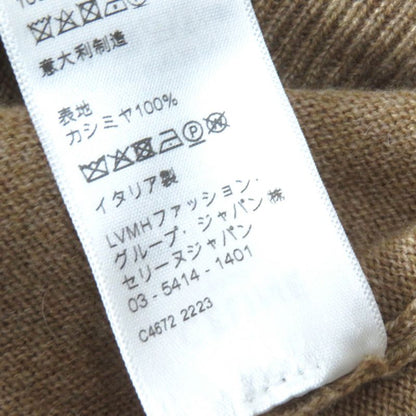 意大利制造
表地
カシミヤ100%
イタリア製
LVMHファッション・
グループ・ジャパン 株
セリーヌジャパン
03-5414-1401
C4672 2223